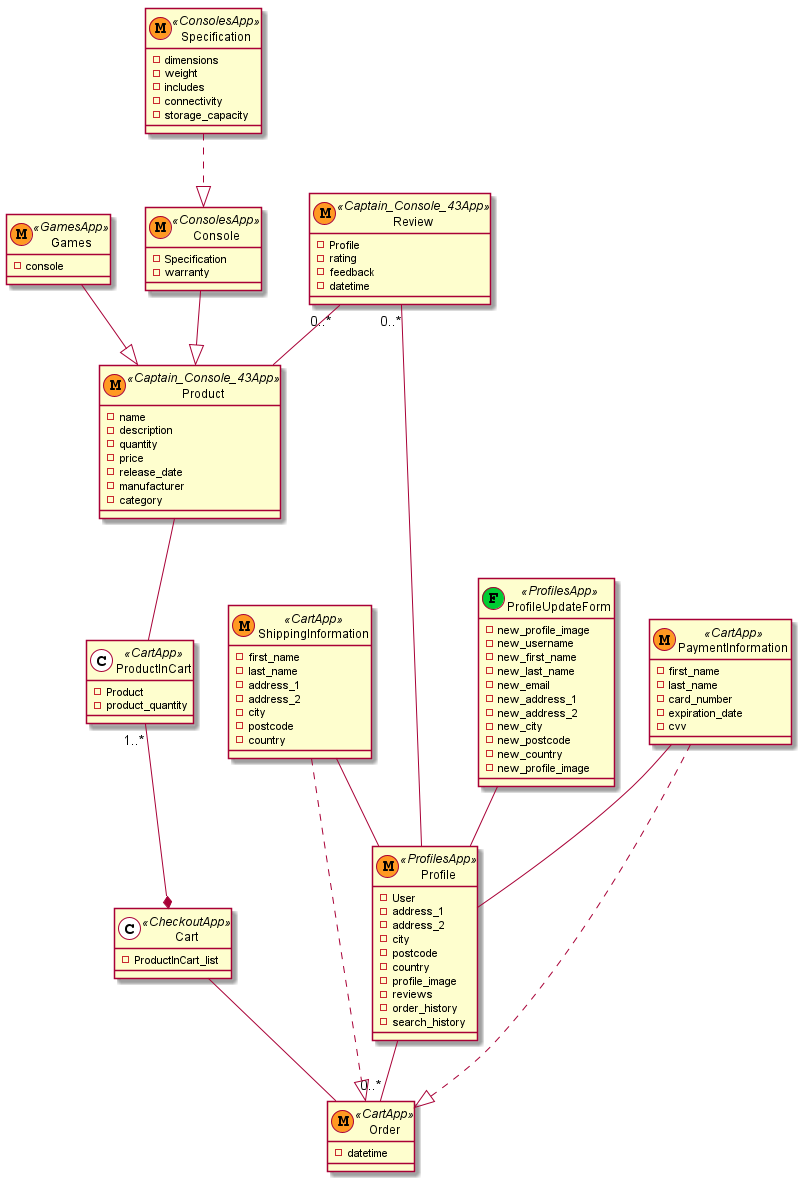 M «ConsolesApp»
Specification
dimensions
weight
includes
connectivity
storage_capacity
M «GamesApp»
Games
console
M «ConsolesApp»
Console
Specification
warranty
M «Captain_Console_43App»
Review
Profile
rating
feedback
datetime
0..*
0..*
M «Captain_Console_43App»
Product
name
description
quantity
price
release_date
manufacturer
category
C «CartApp»
ProductInCart
Product
product_quantity
1..*
M «CartApp»
ShippingInformation
first_name
last_name
address_1
address_2
city
postcode
country
F «ProfilesApp»
ProfileUpdateForm
new_profile_image
new_username
new_first_name
new_last_name
new_email
new_address_1
new_address_2
new_city
new_postcode
new_country
new_profile_image
M «CartApp»
PaymentInformation
first_name
last_name
card_number
expiration_date
cvv
M «ProfilesApp»
Profile
User
address_1
address_2
city
postcode
country
profile_image
reviews
order_history
search_history
C «CheckoutApp»
Cart
ProductInCart_list
0..*
M «CartApp»
Order
datetime